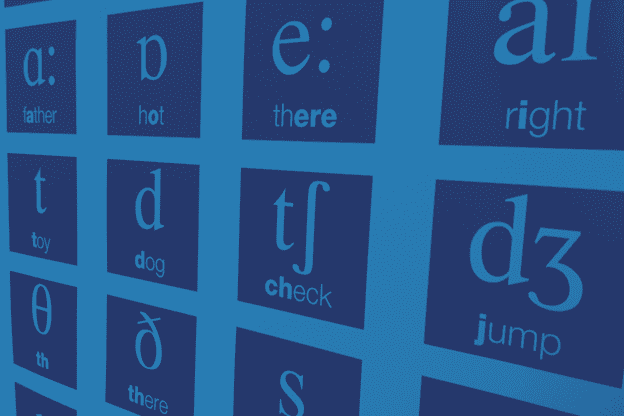 ɑː ɒ eː aɪ
father hot there right
t d tʃ dʒ
toy dog check jump
θ ð s
th there